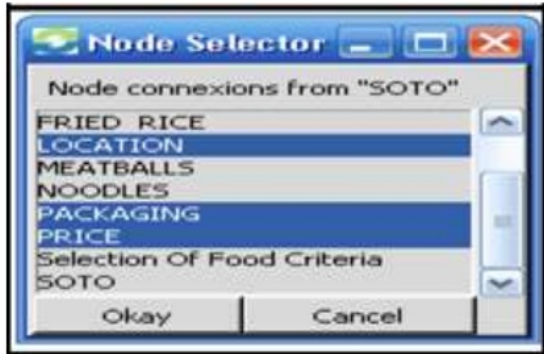 Node Selector
Node connexions from "SOTO"
FRIED RICE
LOCATION
MEATBALLS
NOODLES
PACKAGING
PRICE
Selection Of Food Criteria
SOTO
Okay Cancel